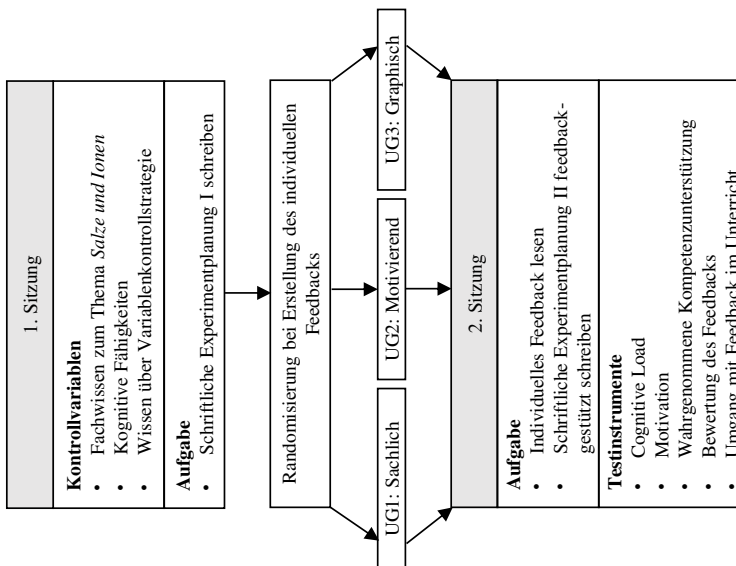 1. Sitzung
Kontrollvariablen
• Fachwissen zum Thema Salze und Ionen
• Kognitive Fähigkeiten
• Wissen über Variablenkontrollstrategie
Aufgabe
• Schriftliche Experimentplanung I schreiben
Randomisierung bei Erstellung des individuellen
Feedbacks
UG1: Sachlich
UG2: Motivierend
UG3: Graphisch
2. Sitzung
Aufgabe
• Individuelles Feedback lesen
• Schriftliche Experimentplanung II feedback-
gestützt schreiben
Testinstrumente
• Cognitive Load
• Motivation
• Wahrgenommene Kompetenzunterstützung
• Bewertung des Feedbacks
• Umgang mit Feedback im Unterricht